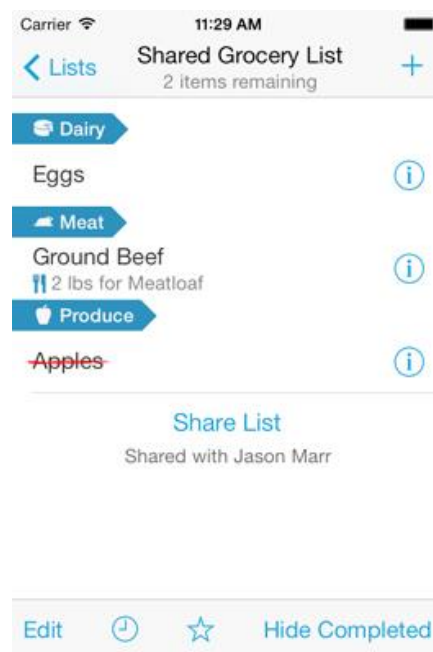 Carrier 11:29 AM
Lists Shared Grocery List +
2 items remaining
Dairy
Eggs
Meat
Ground Beef
2 lbs for Meatloaf
Produce
Apples
Share List
Shared with Jason Marr
Edit Hide Completed